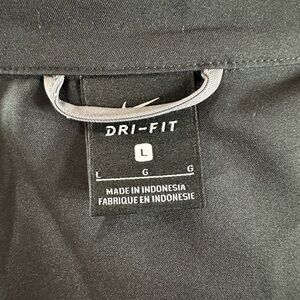 DRI-FIT
L
L G G
MADE IN INDONESIA
FABRIQUE EN INDONESIE